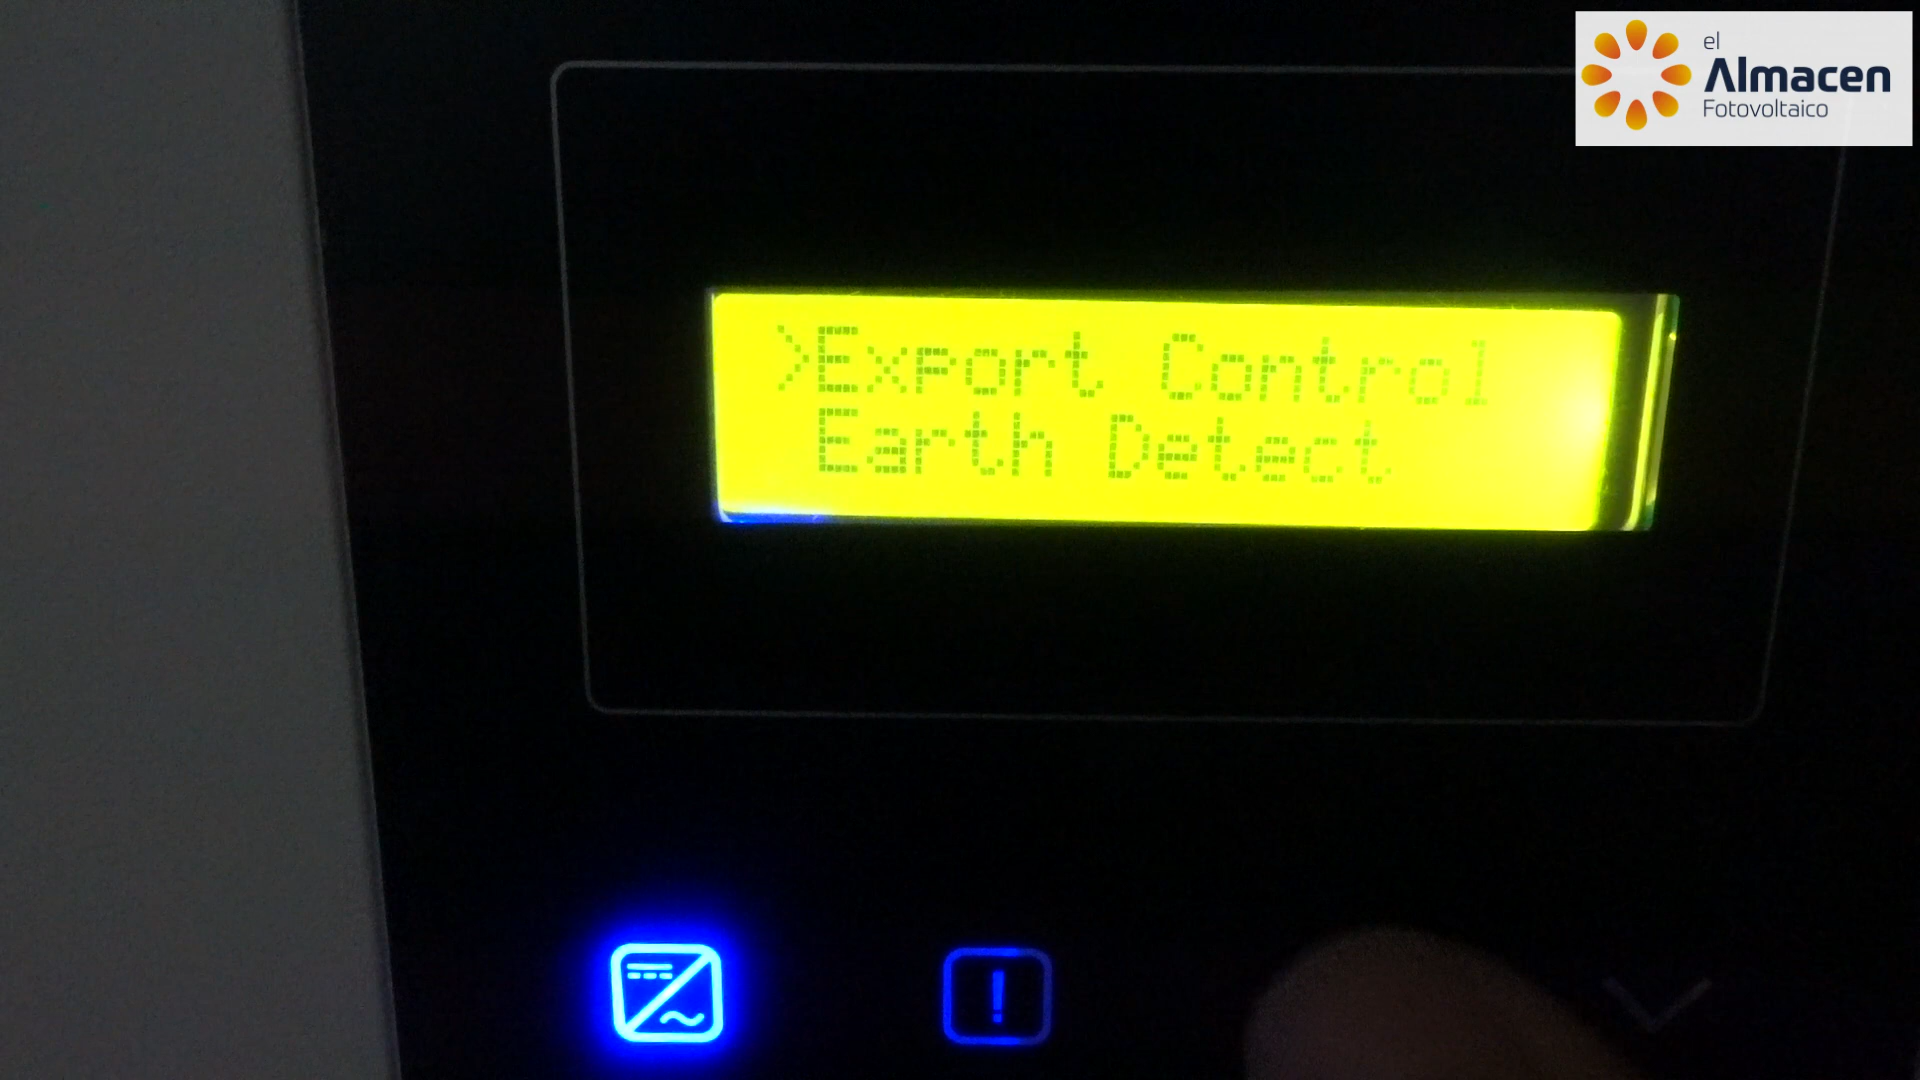 el
Almacen
Fotovoltaico
>Export Control
Earth Detect
!